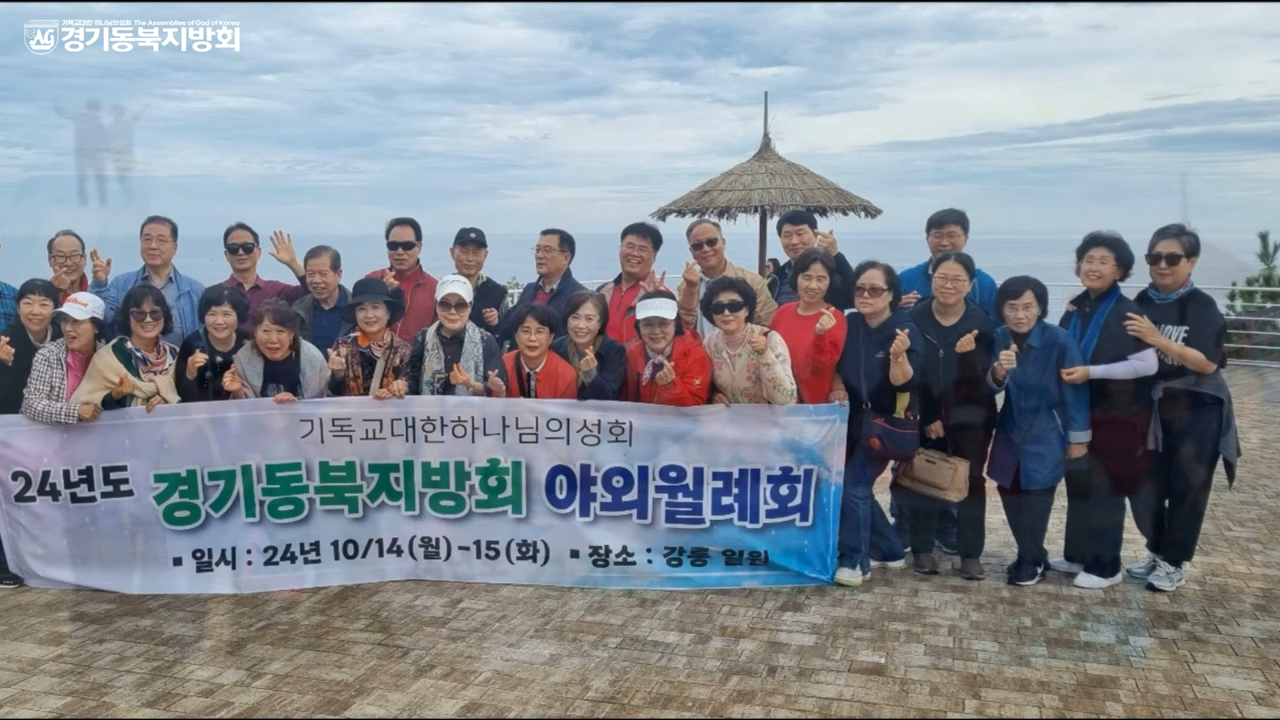 기독교대한 하나님의성회 The Assemblies of God of Korea
AG 경기동북지방회
기독교대한하나님의성회
24년도 경기동북지방회 야외월례회
▪ 일시 : 24년 10/14(월)-15(화) ▪ 장소 : 강릉 일원
LOVE